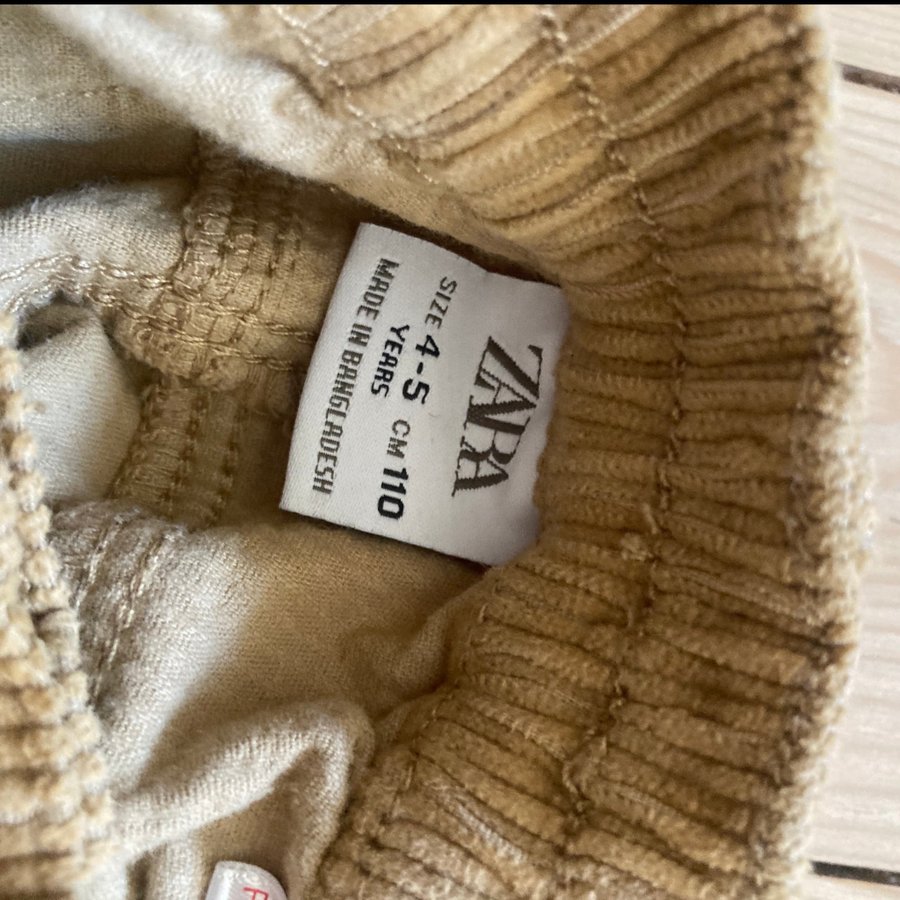 ZARA
SIZE 4-5 CM 110
YEARS
MADE IN BANGLADESH
F